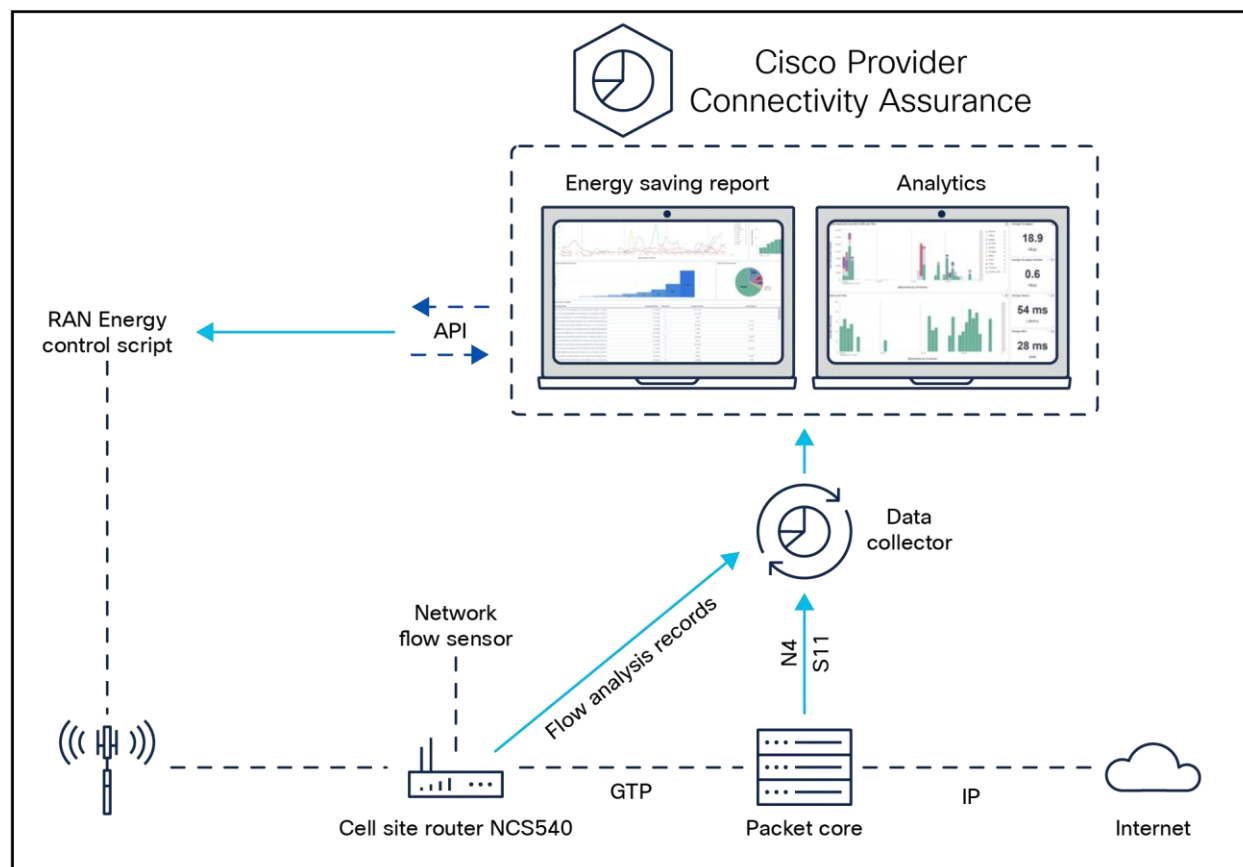 Cisco Provider
Connectivity Assurance
Energy saving report
Analytics
18.9
0.6
54 ms
Latency
28 ms
RAN Energy
control script
API
Data
collector
Network
flow sensor
Flow analysis records
N4
S11
GTP
IP
Cell site router NCS540
Packet core
Internet